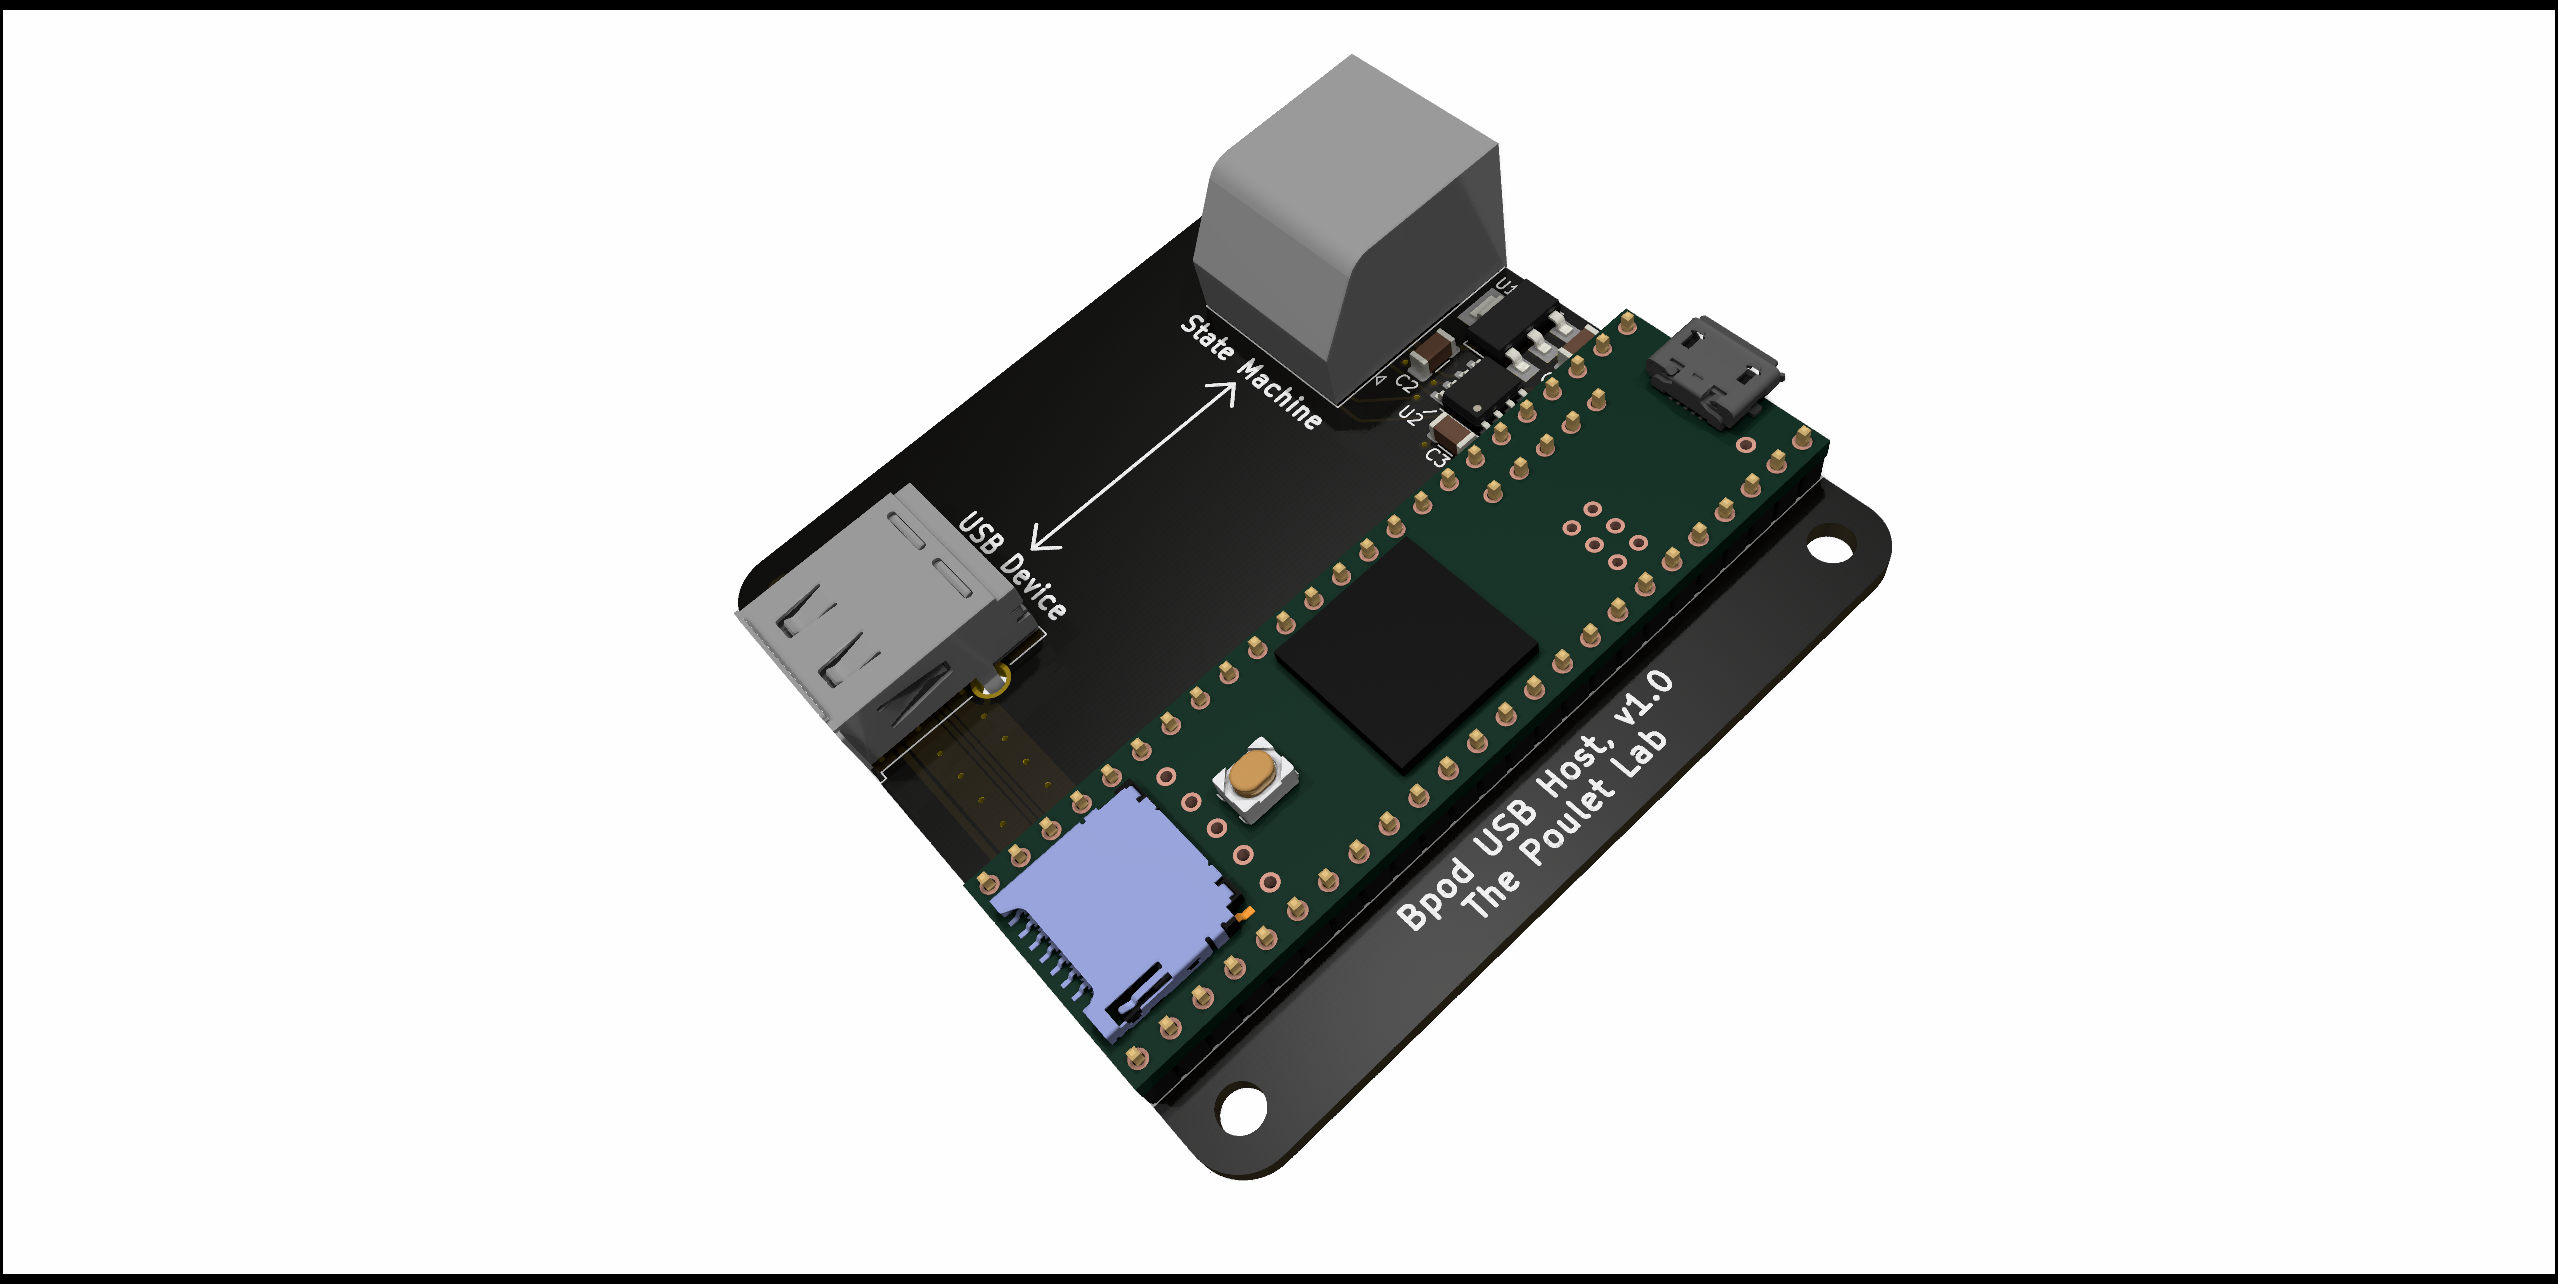 U1
State Machine
C2
U2
C3
USB Device
Bpod USB Host, v1.0
The Poulet Lab